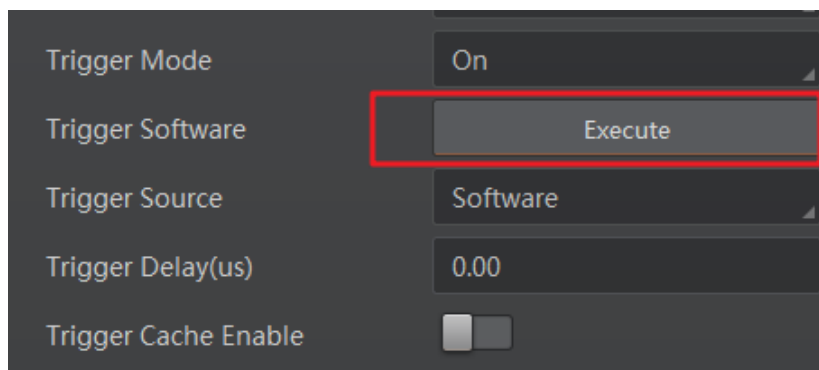 Trigger Mode On
Trigger Software Execute
Trigger Source Software
Trigger Delay(us) 0.00
Trigger Cache Enable